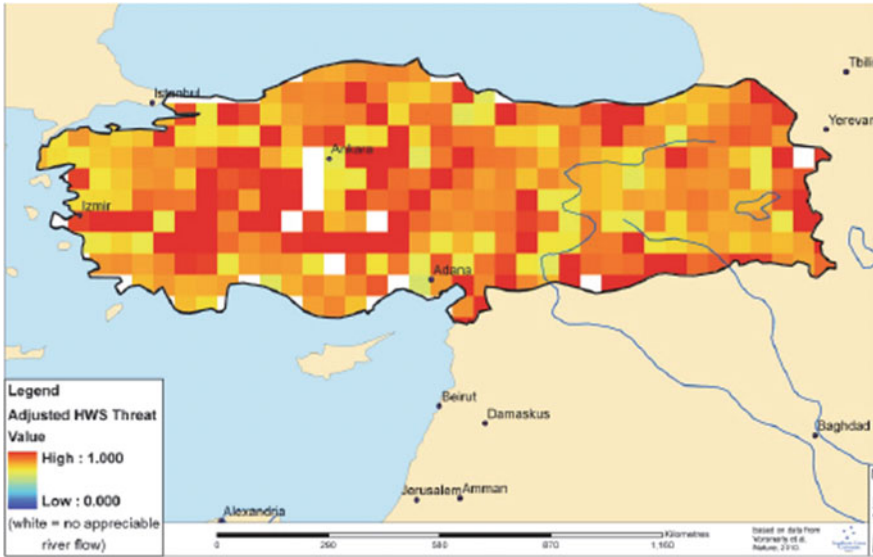 Tbili
Istanbul
Yerevan
Ankara
Izmir
Adana
Beirut
Damaskus
Baghdad
Jerusalem Amman
Alexandria
Legend
Adjusted HWS Threat
Value
High : 1.000
Low : 0.000
(white = no appreciable
river flow)
Kilometres
0 290 580 870 1,160
based on data from
Vorosmarty et al.
Nature, 2010.